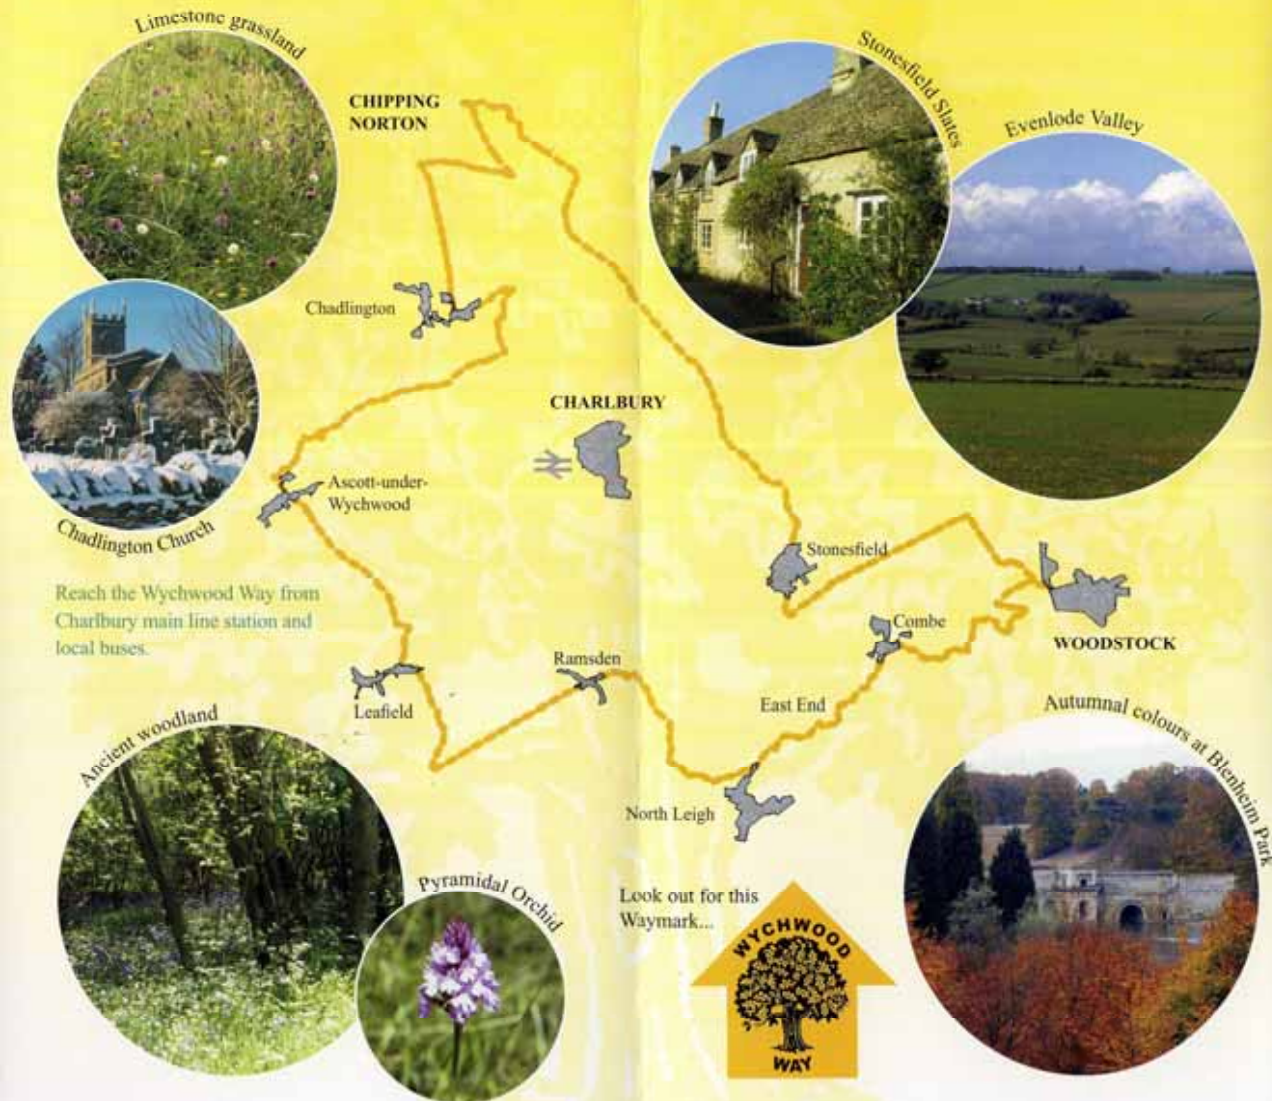 Limestone grassland
Stonesfield Slates
CHIPPING
NORTON
Evenlode Valley
Chadlington
CHARLBURY
Ascott-under-
Wychwood
Chadlington Church
Stonesfield
Reach the Wychwood Way from
Charlbury main line station and
local buses.
Combe
WOODSTOCK
Ramsden
Leafield
East End
Ancient woodland
Autumnal colours at Blenheim Park
North Leigh
Pyramidal Orchid
Look out for this
Waymark...
WYCHWOOD
WAY